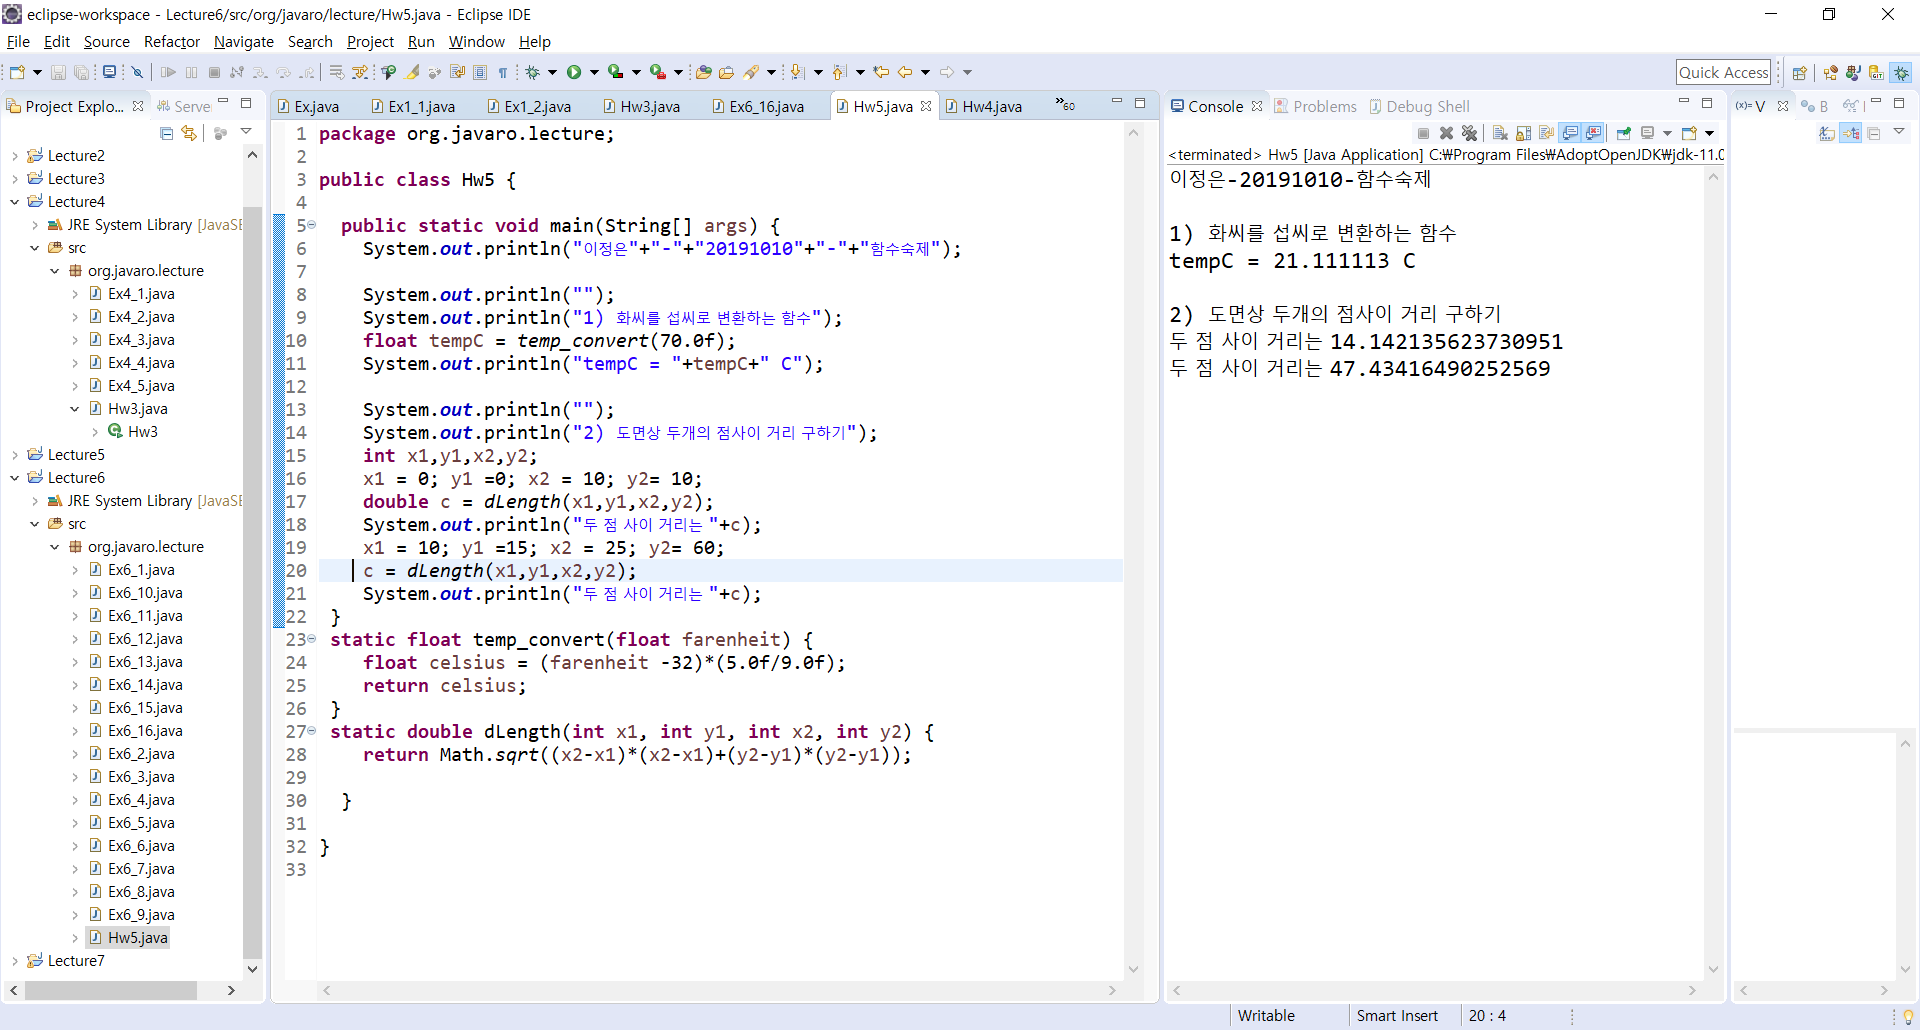 eclipse-workspace - Lecture6/src/org/javaro/lecture/Hw5.java - Eclipse IDE
File Edit Source Refactor Navigate Search Project Run Window Help
Quick Access
Project Explo...
Serve
Lecture2
Lecture3
Lecture4
JRE System Library [JavaSE
src
org.javaro.lecture
Ex4_1.java
Ex4_2.java
Ex4_3.java
Ex4_4.java
Ex4_5.java
Hw3.java
Hw3
Lecture5
Lecture6
JRE System Library [JavaSE
src
org.javaro.lecture
Ex6_1.java
Ex6_10.java
Ex6_11.java
Ex6_12.java
Ex6_13.java
Ex6_14.java
Ex6_15.java
Ex6_16.java
Ex6_2.java
Ex6_3.java
Ex6_4.java
Ex6_5.java
Ex6_6.java
Ex6_7.java
Ex6_8.java
Ex6_9.java
Hw5.java
Lecture7
Ex.java Ex1_1.java Ex1_2.java Hw3.java Ex6_16.java Hw5.java Hw4.java »60
1 package org.javaro.lecture;
2
3 public class Hw5 {
4
5 public static void main(String[] args) {
6 System.out.println("이정은"+"-"+"20191010"+"-"+"함수숙제");
7
8 System.out.println("");
9 System.out.println("1) 화씨를 섭씨로 변환하는 함수");
10 float tempC = temp_convert(70.0f);
11 System.out.println("tempC = "+tempC+" C");
12
13 System.out.println("");
14 System.out.println("2) 도면상 두개의 점사이 거리 구하기");
15 int x1,y1,x2,y2;
16 x1 = 0; y1 =0; x2 = 10; y2= 10;
17 double c = dLength(x1,y1,x2,y2);
18 System.out.println("두 점 사이 거리는 "+c);
19 x1 = 10; y1 =15; x2 = 25; y2= 60;
20 c = dLength(x1,y1,x2,y2);
21 System.out.println("두 점 사이 거리는 "+c);
22 }
23 static float temp_convert(float farenheit) {
24 float celsius = (farenheit -32)*(5.0f/9.0f);
25 return celsius;
26 }
27 static double dLength(int x1, int y1, int x2, int y2) {
28 return Math.sqrt((x2-x1)*(x2-x1)+(y2-y1)*(y2-y1));
29
30 }
31
32 }
33
Console Problems Debug Shell
<terminated> Hw5 [Java Application] C:₩Program Files₩AdoptOpenJDK₩jdk-11.0
이정은-20191010-함수숙제
1) 화씨를 섭씨로 변환하는 함수
tempC = 21.111113 C
2) 도면상 두개의 점사이 거리 구하기
두 점 사이 거리는 14.142135623730951
두 점 사이 거리는 47.43416490252569
(x)= V
B
Writable
Smart Insert
20 : 4